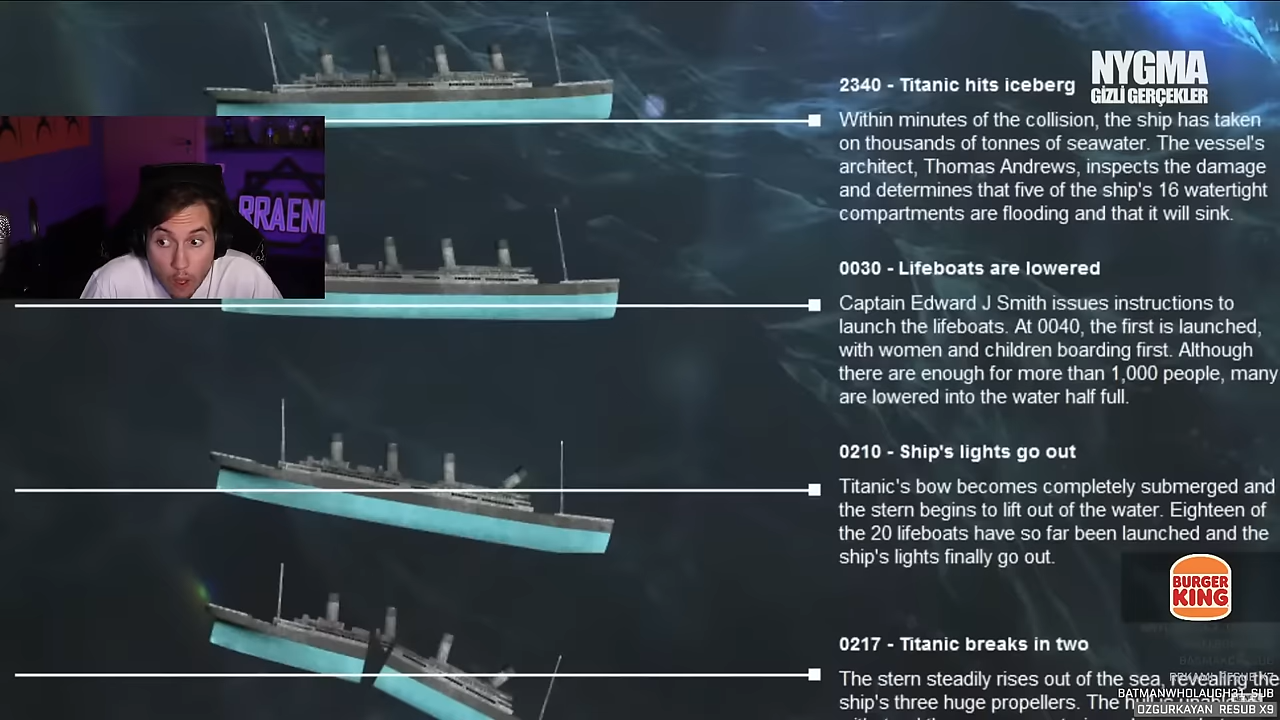 NYGMA
GİZLİ GERÇEKLER
2340 - Titanic hits iceberg
Within minutes of the collision, the ship has taken
on thousands of tonnes of seawater. The vessel's
architect, Thomas Andrews, inspects the damage
and determines that five of the ship's 16 watertight
compartments are flooding and that it will sink.
RRAEN
0030 - Lifeboats are lowered
Captain Edward J Smith issues instructions to
launch the lifeboats. At 0040, the first is launched,
with women and children boarding first. Although
there are enough for more than 1,000 people, many
are lowered into the water half full.
0210 - Ship's lights go out
Titanic's bow becomes completely submerged and
the stern begins to lift out of the water. Eighteen of
the 20 lifeboats have so far been launched and the
ship's lights finally go out.
BURGER
KING
0217 - Titanic breaks in two
The stern steadily rises out of the sea, revealing the
ship's three huge propellers. The
BATMANWHOLAUGH31 SUB
OZGURKAYAN RESUB X9